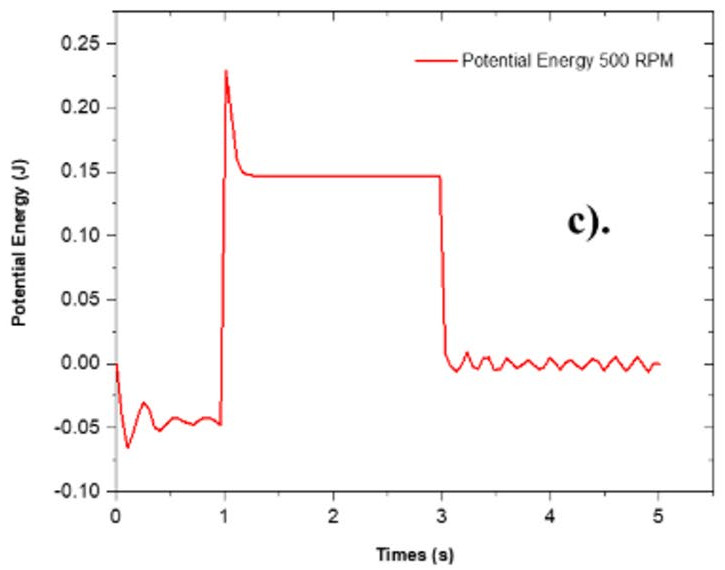 0.25
Potential Energy 500 RPM
0.20
0.15
c).
0.10
0.05
0.00
-0.05
-0.10
Potential Energy (J)
0 1 2 3 4 5
Times (s)